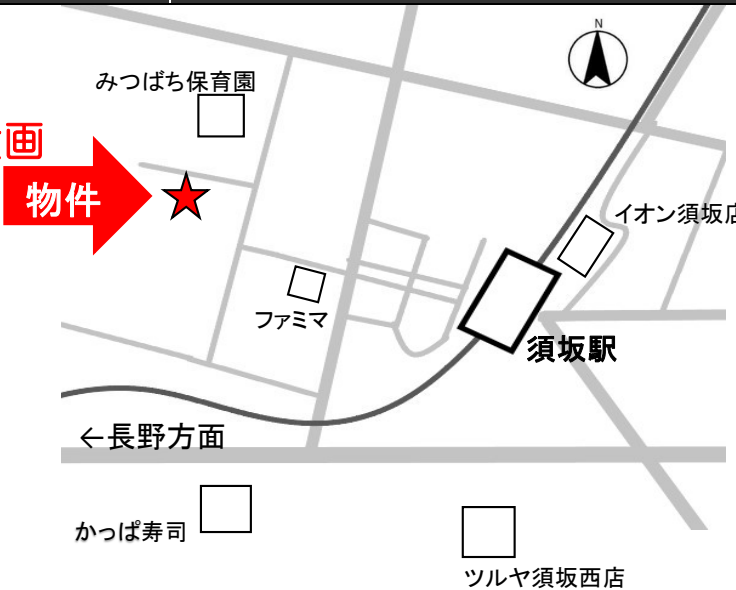 N
みつばち保育園
画
物件
イオン須坂店
ファミマ
須坂駅
←長野方面
かっぱ寿司
ツルヤ須坂西店